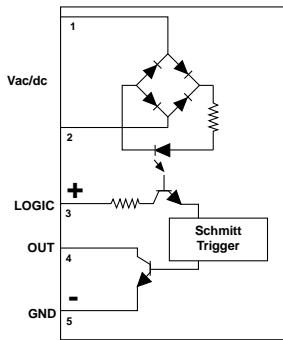 1
Vac/dc
2
+
LOGIC
3
Schmitt
Trigger
OUT
4
-
GND
5